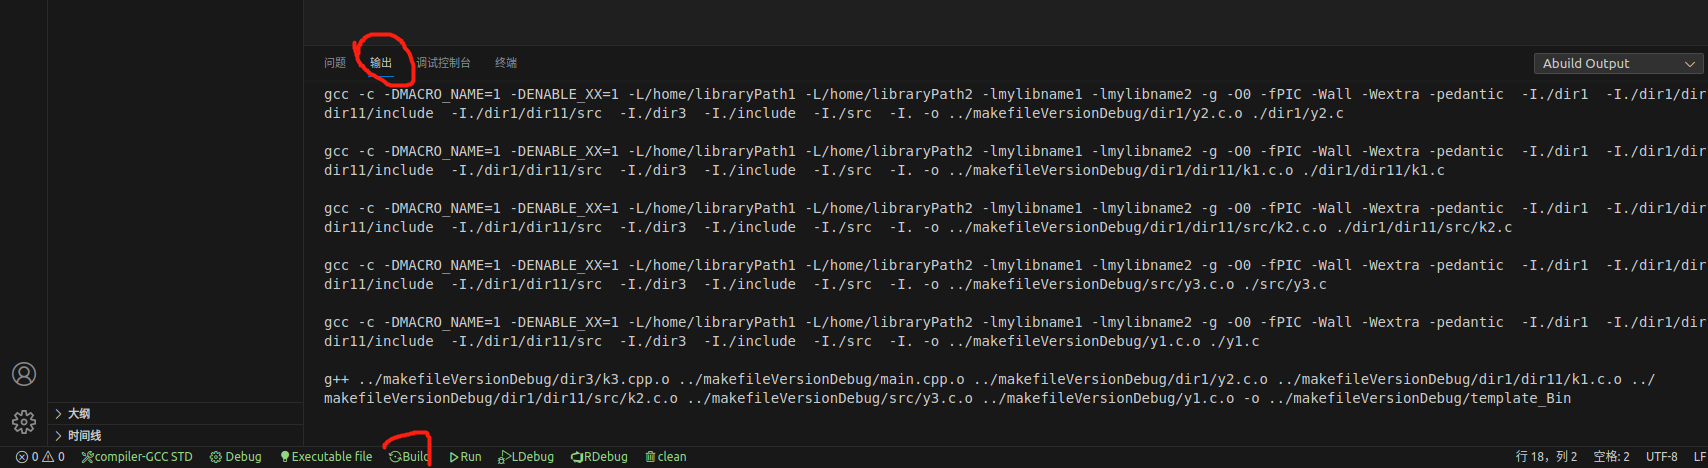 问题 输出 调试控制台 终端 Abuild Output
gcc -c -DMACRO_NAME=1 -DENABLE_XX=1 -L/home/libraryPath1 -L/home/libraryPath2 -lmylibname1 -lmylibname2 -g -O0 -fPIC -Wall -Wextra -pedantic  -I./dir1  -I./dir1/dir
dir11/include  -I./dir1/dir11/src  -I./dir3  -I./include  -I./src  -I. -o ../makefileVersionDebug/dir1/y2.c.o ./dir1/y2.c
gcc -c -DMACRO_NAME=1 -DENABLE_XX=1 -L/home/libraryPath1 -L/home/libraryPath2 -lmylibname1 -lmylibname2 -g -O0 -fPIC -Wall -Wextra -pedantic  -I./dir1  -I./dir1/dir
dir11/include  -I./dir1/dir11/src  -I./dir3  -I./include  -I./src  -I. -o ../makefileVersionDebug/dir1/dir11/k1.c.o ./dir1/dir11/k1.c
gcc -c -DMACRO_NAME=1 -DENABLE_XX=1 -L/home/libraryPath1 -L/home/libraryPath2 -lmylibname1 -lmylibname2 -g -O0 -fPIC -Wall -Wextra -pedantic  -I./dir1  -I./dir1/dir
dir11/include  -I./dir1/dir11/src  -I./dir3  -I./include  -I./src  -I. -o ../makefileVersionDebug/dir1/dir11/src/k2.c.o ./dir1/dir11/src/k2.c
gcc -c -DMACRO_NAME=1 -DENABLE_XX=1 -L/home/libraryPath1 -L/home/libraryPath2 -lmylibname1 -lmylibname2 -g -O0 -fPIC -Wall -Wextra -pedantic  -I./dir1  -I./dir1/dir
dir11/include  -I./dir1/dir11/src  -I./dir3  -I./include  -I./src  -I. -o ../makefileVersionDebug/src/y3.c.o ./src/y3.c
gcc -c -DMACRO_NAME=1 -DENABLE_XX=1 -L/home/libraryPath1 -L/home/libraryPath2 -lmylibname1 -lmylibname2 -g -O0 -fPIC -Wall -Wextra -pedantic  -I./dir1  -I./dir1/dir
dir11/include  -I./dir1/dir11/src  -I./dir3  -I./include  -I./src  -I. -o ../makefileVersionDebug/y1.c.o ./y1.c
g++ ../makefileVersionDebug/dir3/k3.cpp.o ../makefileVersionDebug/main.cpp.o ../makefileVersionDebug/dir1/y2.c.o ../makefileVersionDebug/dir1/dir11/k1.c.o ../
makefileVersionDebug/dir1/dir11/src/k2.c.o ../makefileVersionDebug/src/y3.c.o ../makefileVersionDebug/y1.c.o -o ../makefileVersionDebug/template_Bin
大纲
时间线
0 0 compiler-GCC STD Debug Executable file Build Run LDebug RDebug clean 行 18，列 2 空格: 2 UTF-8 LF